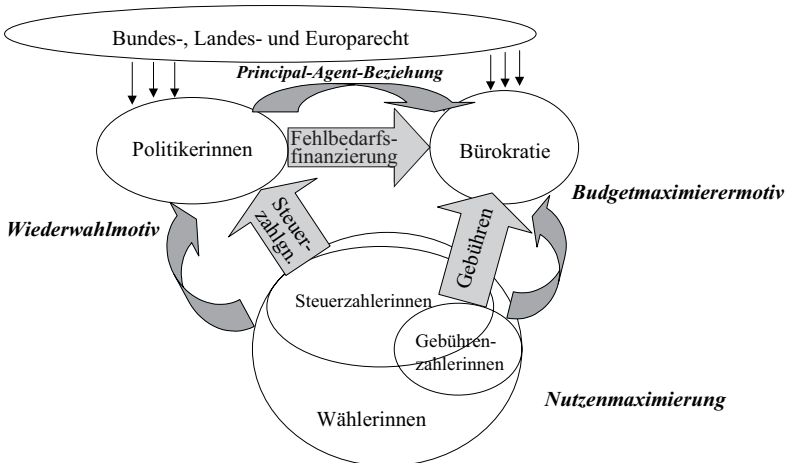 Bundes-, Landes- und Europarecht
Principal-Agent-Beziehung
Politikerinnen
Fehlbedarfs-
finanzierung
Bürokratie
Budgetmaximierermotiv
Wiederwahlmotiv
Steuer-
zahlgn.
Gebühren
Steuerzahlerinnen
Gebühren-
zahlerinnen
Nutzenmaximierung
Wählerinnen